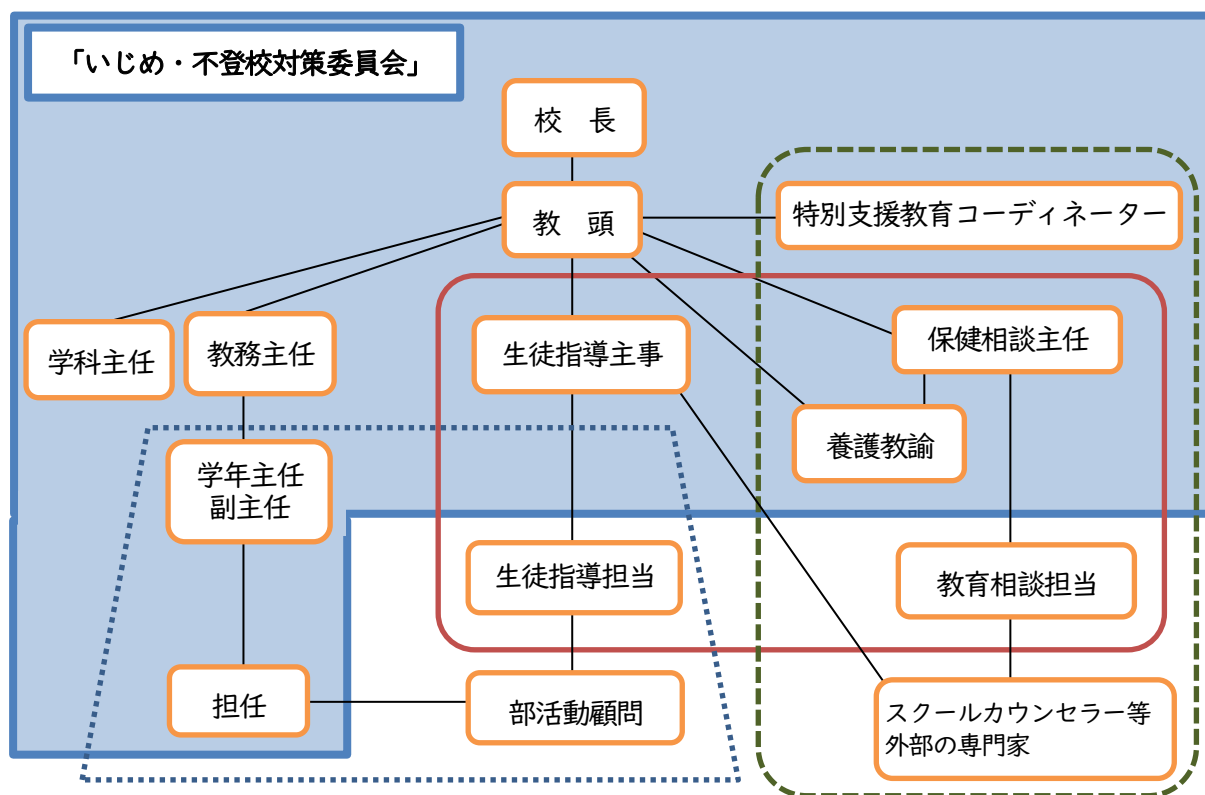 「いじめ・不登校対策委員会」
校　長
教　頭
特別支援教育コーディネーター
学科主任
教務主任
生徒指導主事
保健相談主任
養護教諭
学年主任
副主任
生徒指導担当
教育相談担当
担任
部活動顧問
スクールカウンセラー等
外部の専門家